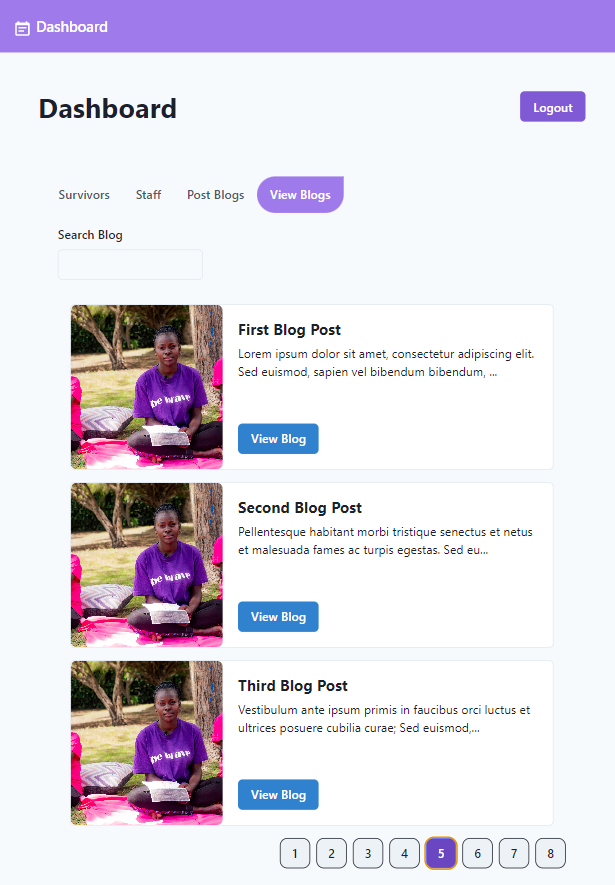 Dashboard
Dashboard
Logout
Survivors
Staff
Post Blogs
View Blogs
Search Blog
be brave
First Blog Post
Lorem ipsum dolor sit amet, consectetur adipiscing elit.
Sed euismod, sapien vel bibendum bibendum, ...
View Blog
be brave
Second Blog Post
Pellentesque habitant morbi tristique senectus et netus
et malesuada fames ac turpis egestas. Sed eu...
View Blog
be brave
Third Blog Post
Vestibulum ante ipsum primis in faucibus orci luctus et
ultrices posuere cubilia curae; Sed euismod,...
View Blog
1 2 3 4 5 6 7 8